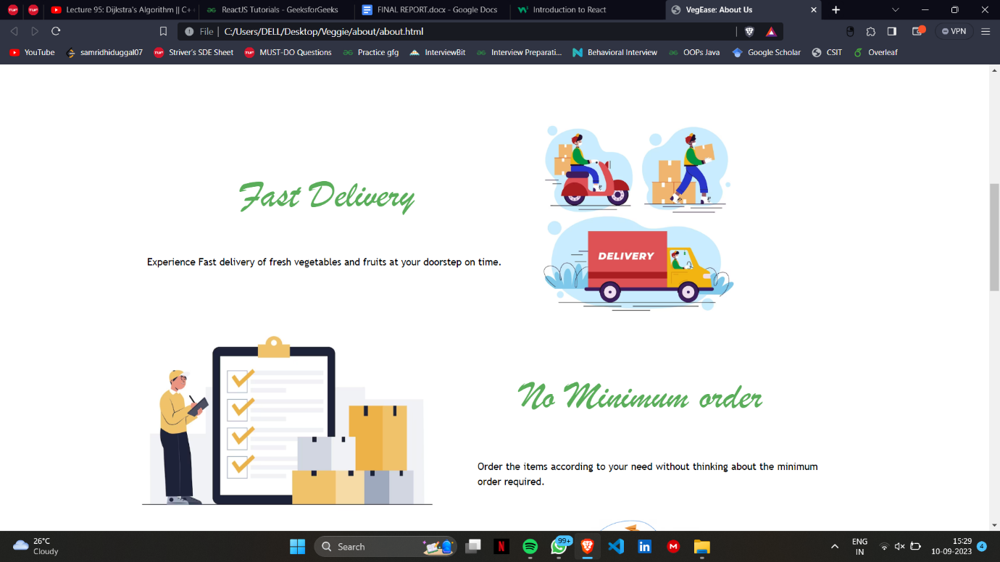 TUF
TUF
Lecture 95: Dijkstra's Algorithm || C+
ReactJS Tutorials - GeeksforGeeks
FINAL REPORT.docx - Google Docs
Introduction to React
VegEase: About Us
File
C:/Users/DELL/Desktop/Veggie/about/about.html
VPN
YouTube
samridhiduggal07
TUF
Striver's SDE Sheet
TUF
MUST-DO Questions
Practice gfg
InterviewBit
Interview Preparati...
Behavioral Interview
OOPs Java
Google Scholar
CSIT
Overleaf
Fast Delivery
Experience Fast delivery of fresh vegetables and fruits at your doorstep on time.
DELIVERY
No Minimum order
Order the items according to your need without thinking about the minimum
order required.
26°C
Cloudy
Search
99+
ENG
IN
15:29
10-09-2023
4